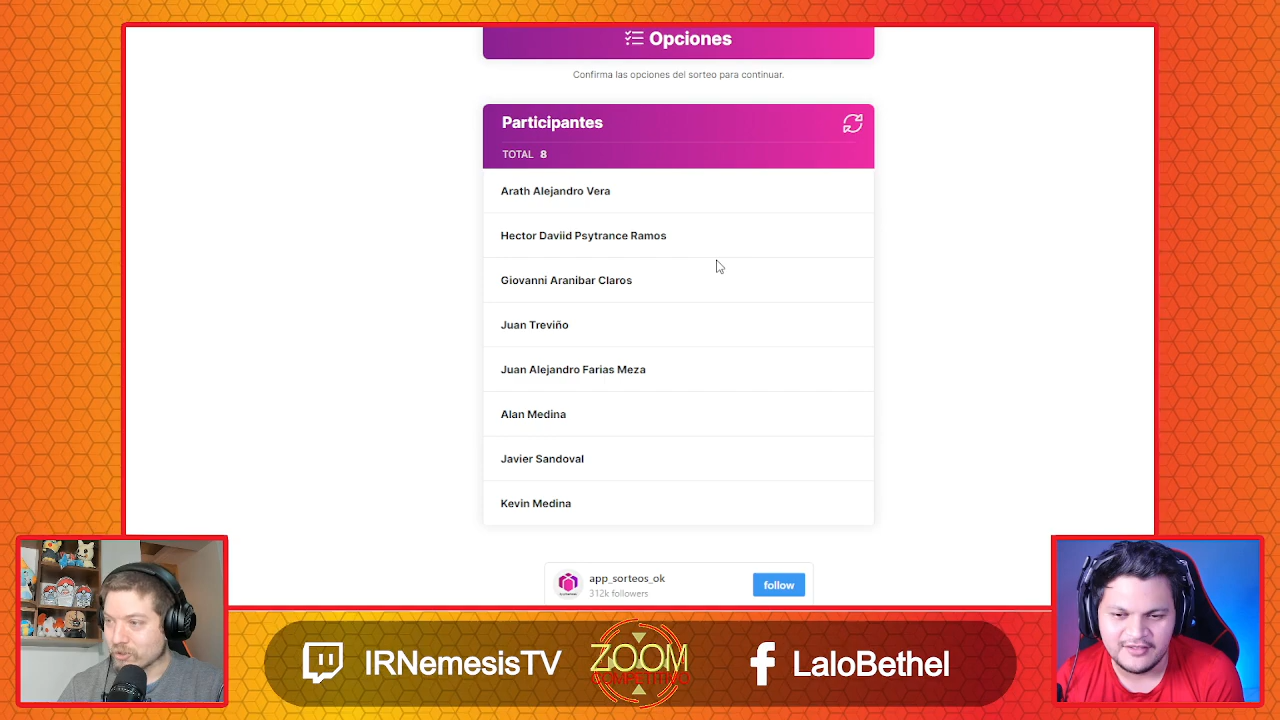 Opciones
Confirma las opciones del sorteo para continuar.
Participantes
TOTAL 8
Arath Alejandro Vera
Hector Daviid Psytrance Ramos
Giovanni Aranibar Claros
Juan Treviño
Juan Alejandro Farias Meza
Alan Medina
Javier Sandoval
Kevin Medina
app_sorteos_ok
312k followers
follow
IRNemesisTV
ZOOM
COMPETITIVO
LaloBethel